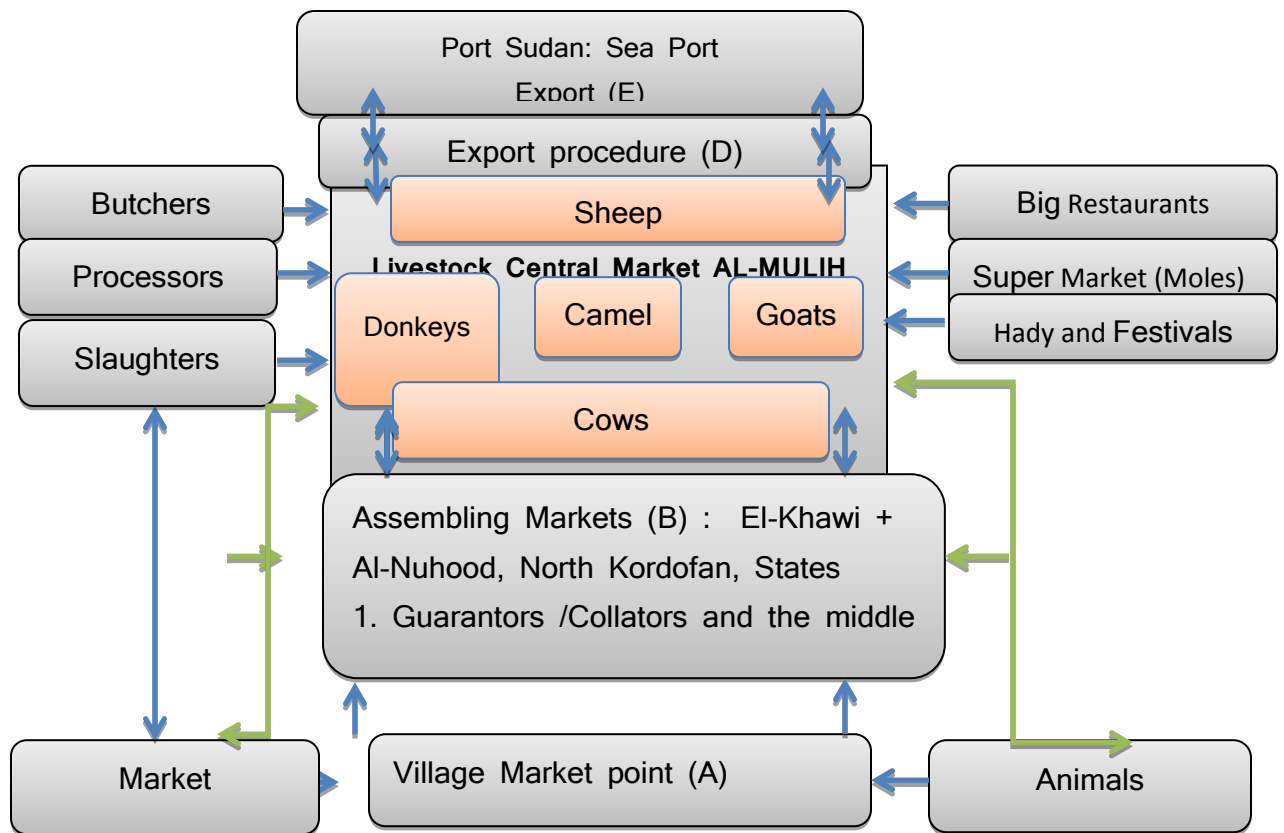 Port Sudan: Sea Port
Export (E)
Export procedure (D)
Butchers
Sheep
Big Restaurants
Processors
Livestock Central Market AL-MULIH
Super Market (Moles)
Donkeys
Camel
Goats
Hady and Festivals
Slaughters
Cows
Assembling Markets (B) : El-Khawi +
Al-Nuhood, North Kordofan, States
1. Guarantors /Collators and the middle
Market
Village Market point (A)
Animals